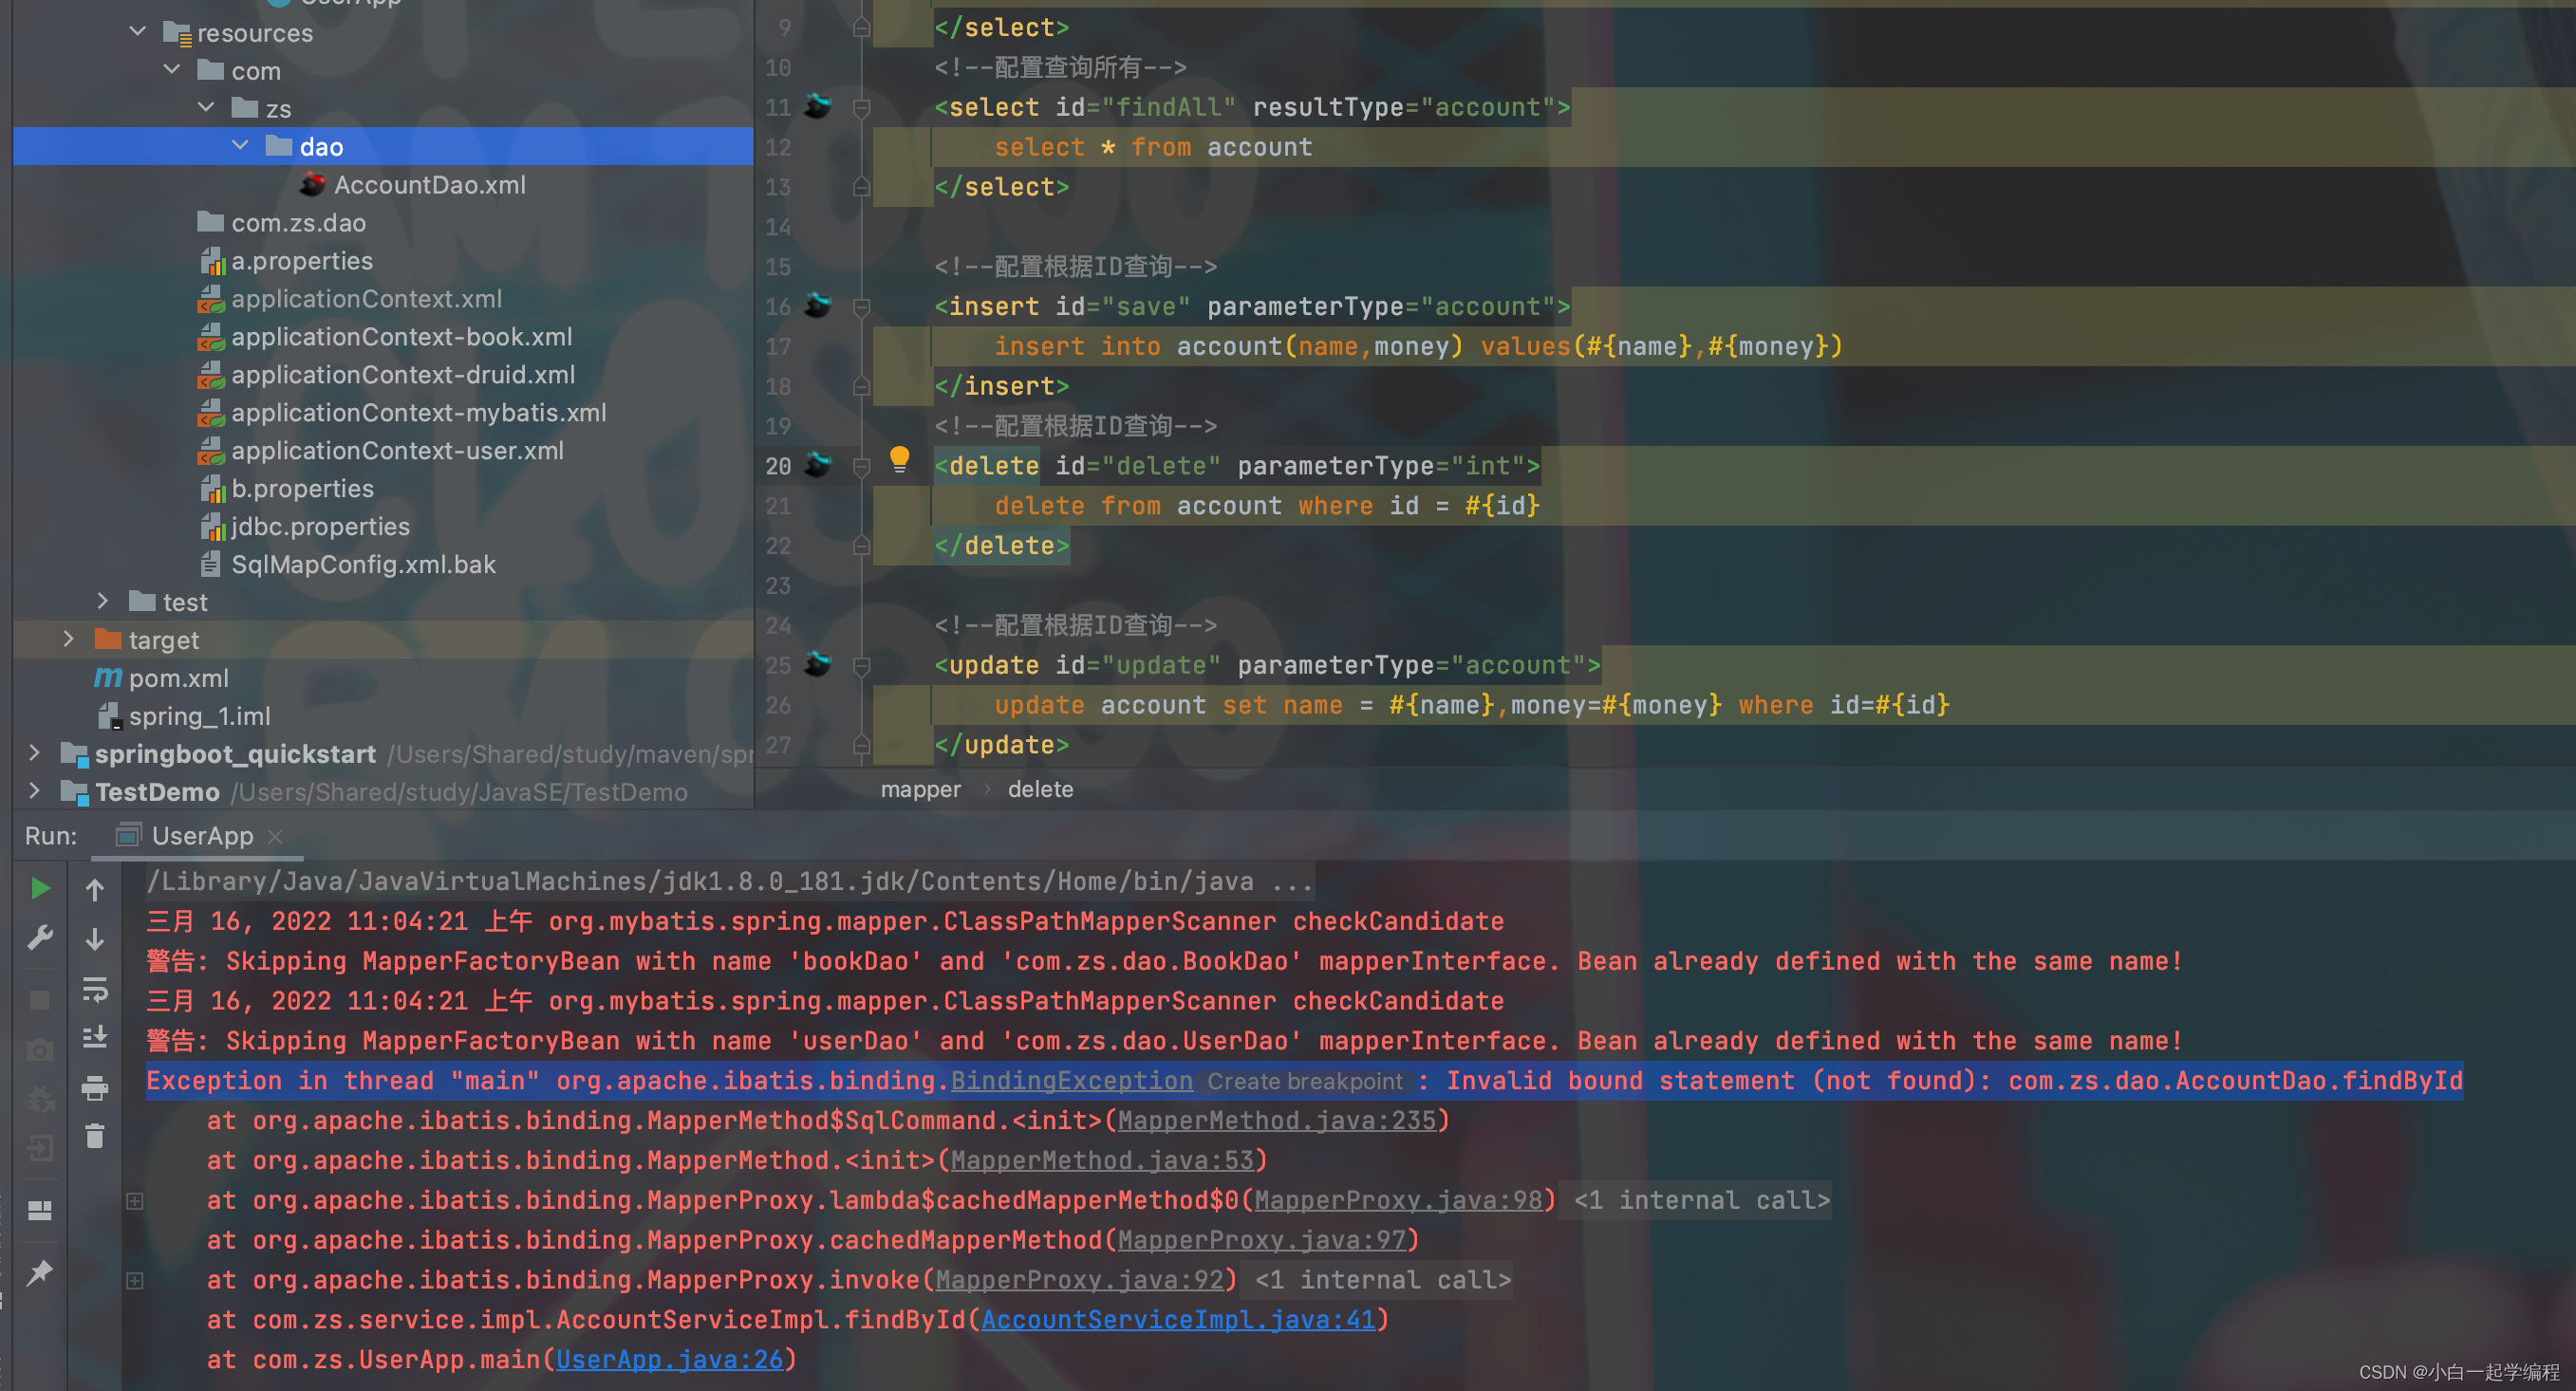 UserApp
resources
com
zs
dao
AccountDao.xml
com.zs.dao
a.properties
applicationContext.xml
applicationContext-book.xml
applicationContext-druid.xml
applicationContext-mybatis.xml
applicationContext-user.xml
b.properties
jdbc.properties
SqlMapConfig.xml.bak
test
target
pom.xml
spring_1.iml
springboot_quickstart /Users/Shared/study/maven/spr
TestDemo /Users/Shared/study/JavaSE/TestDemo
9 </select>
10 <!--配置查询所有-->
11 <select id="findAll" resultType="account">
12 select * from account
13 </select>
14
15 <!--配置根据ID查询-->
16 <insert id="save" parameterType="account">
17 insert into account(name,money) values(#{name},#{money})
18 </insert>
19 <!--配置根据ID查询-->
20 <delete id="delete" parameterType="int">
21 delete from account where id = #{id}
22 </delete>
23
24 <!--配置根据ID查询-->
25 <update id="update" parameterType="account">
26 update account set name = #{name},money=#{money} where id=#{id}
27 </update>
mapper › delete
Run: UserApp
/Library/Java/JavaVirtualMachines/jdk1.8.0_181.jdk/Contents/Home/bin/java ...
三月 16, 2022 11:04:21 上午 org.mybatis.spring.mapper.ClassPathMapperScanner checkCandidate
警告: Skipping MapperFactoryBean with name 'bookDao' and 'com.zs.dao.BookDao' mapperInterface. Bean already defined with the same name!
三月 16, 2022 11:04:21 上午 org.mybatis.spring.mapper.ClassPathMapperScanner checkCandidate
警告: Skipping MapperFactoryBean with name 'userDao' and 'com.zs.dao.UserDao' mapperInterface. Bean already defined with the same name!
Exception in thread "main" org.apache.ibatis.binding.BindingException Create breakpoint : Invalid bound statement (not found): com.zs.dao.AccountDao.findById
at org.apache.ibatis.binding.MapperMethod$SqlCommand.<init>(MapperMethod.java:235)
at org.apache.ibatis.binding.MapperMethod.<init>(MapperMethod.java:53)
at org.apache.ibatis.binding.MapperProxy.lambda$cachedMapperMethod$0(MapperProxy.java:98) <1 internal call>
at org.apache.ibatis.binding.MapperProxy.cachedMapperMethod(MapperProxy.java:97)
at org.apache.ibatis.binding.MapperProxy.invoke(MapperProxy.java:92) <1 internal call>
at com.zs.service.impl.AccountServiceImpl.findById(AccountServiceImpl.java:41)
at com.zs.UserApp.main(UserApp.java:26)
CSDN @小白一起学编程